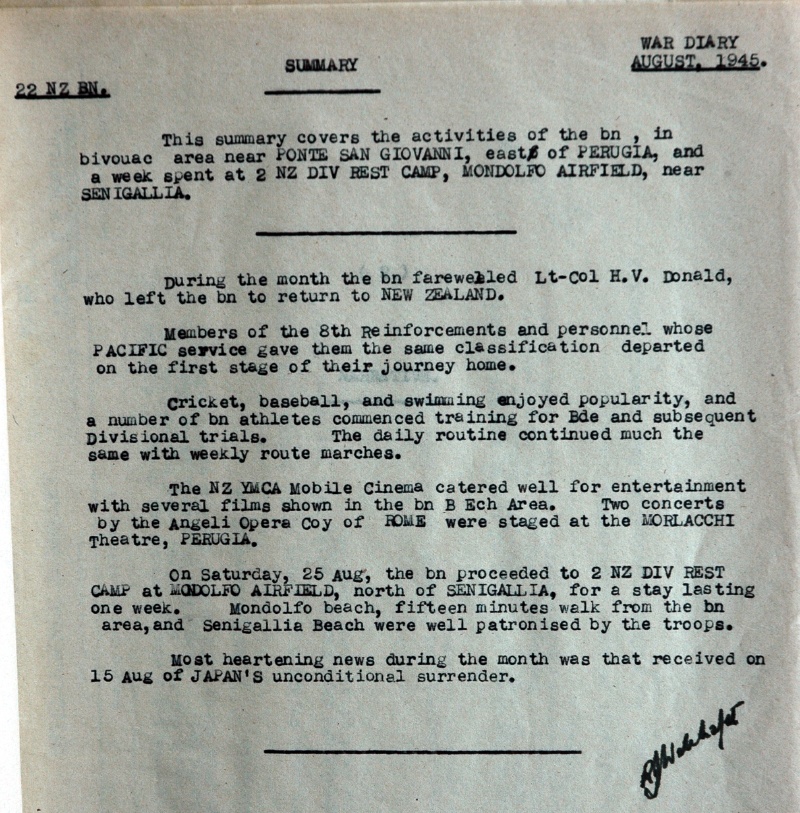 WAR DIARY
SUMMARY
AUGUST, 1945.
22 NZ BN.
This summary covers the activities of the bn , in
bivouac area near PONTE SAN GIOVANNI, east of PERUGIA, and
a week spent at 2 NZ DIV REST CAMP, MONDOLFO AIRFIELD, near
SENIGALLIA.
During the month the bn farewelled Lt-Col H.V. Donald,
who left the bn to return to NEW ZEALAND.
Members of the 8th Reinforcements and personnel whose
PACIFIC service gave them the same classification departed
on the first stage of their journey home.
Cricket, baseball, and swimming enjoyed popularity, and
a number of bn athletes commenced training for Bde and subsequent
Divisional trials. The daily routine continued much the
same with weekly route marches.
The NZ YMCA Mobile Cinema catered well for entertainment
with several films shown in the bn B Ech Area. Two concerts
by the Angeli Opera Coy of ROME were staged at the MORLACCHI
Theatre, PERUGIA.
On Saturday, 25 Aug, the bn proceeded to 2 NZ DIV REST
CAMP at MONDOLFO AIRFIELD, north of SENIGALLIA, for a stay lasting
one week. Mondolfo beach, fifteen minutes walk from the bn
area,and Senigallia Beach were well patronised by the troops.
Most heartening news during the month was that received on
15 Aug of JAPAN'S unconditional surrender.